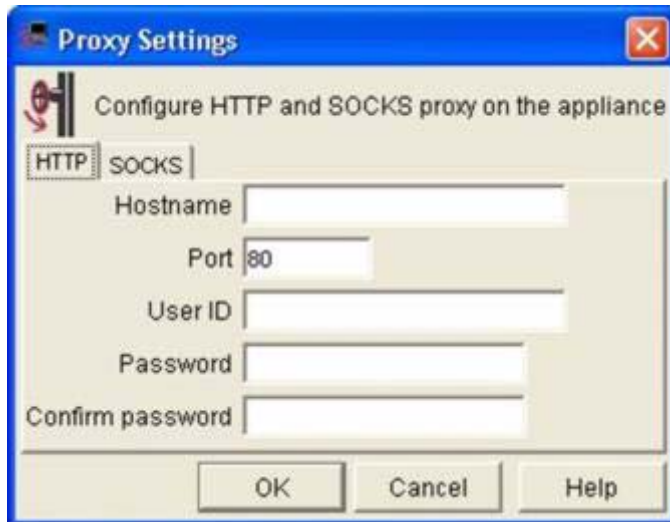 Proxy Settings
Configure HTTP and SOCKS proxy on the appliance
HTTP SOCKS
Hostname
Port 80
User ID
Password
Confirm password
OK Cancel Help